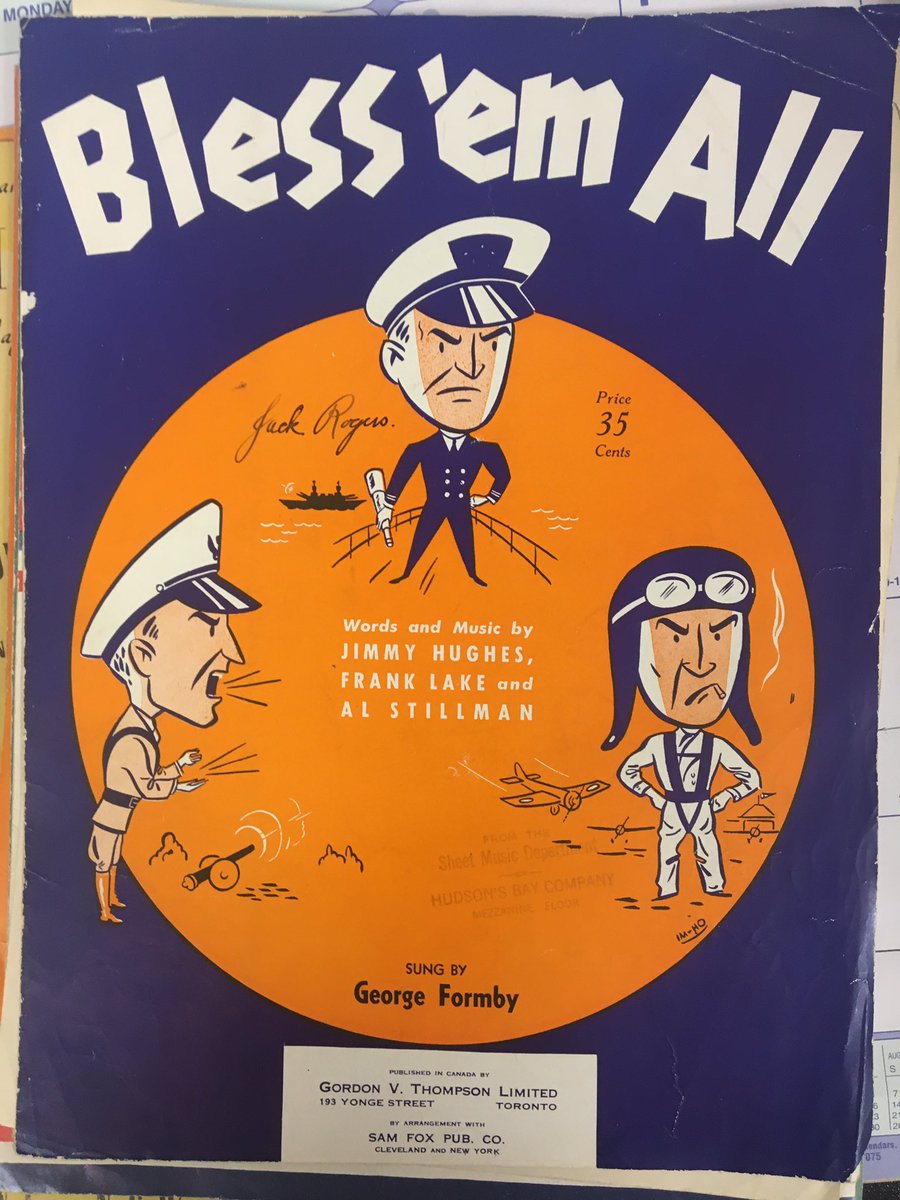 MONDAY
Bless 'em All
Jack Rogers.
Price
35
Cents
Words and Music by
JIMMY HUGHES,
FRANK LAKE and
AL STILLMAN
FROM THE
Sheet Music Department
HUDSON'S BAY COMPANY
MEZZANINE FLOOR
IM-HO
SUNG BY
George Formby
PUBLISHED IN CANADA BY
GORDON V. THOMPSON LIMITED
193 YONGE STREET TORONTO
BY ARRANGEMENT WITH
SAM FOX PUB. CO.
CLEVELAND AND NEW YORK